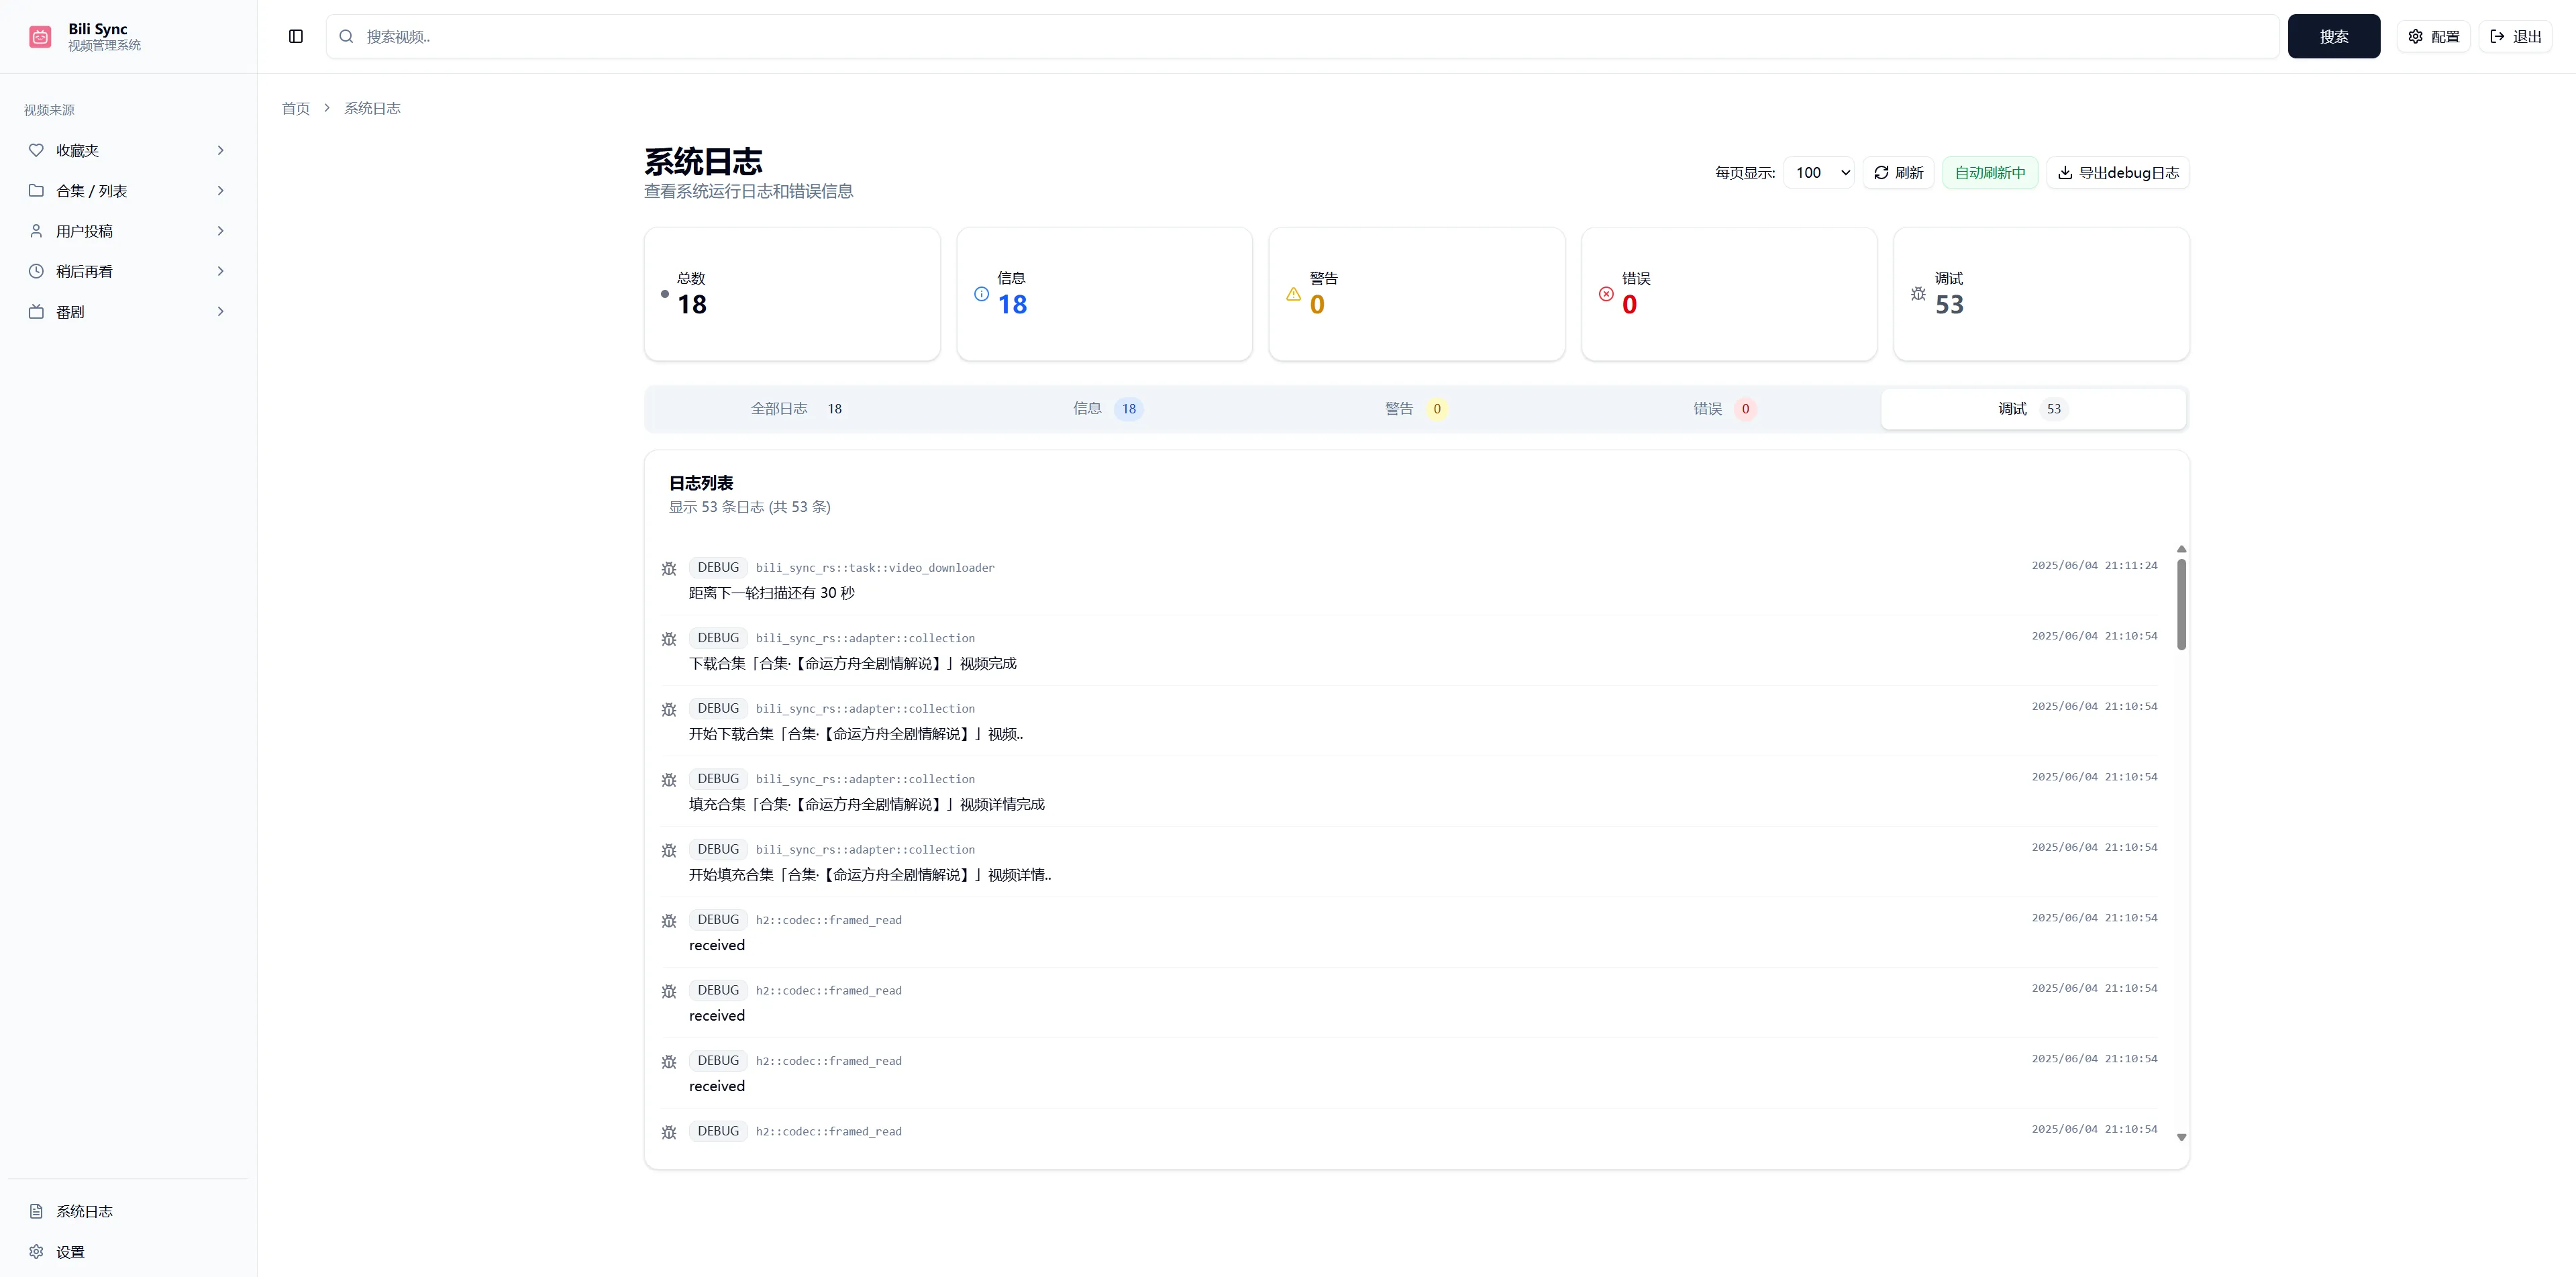 Bili Sync
视频管理系统
搜索视频..
搜索
配置
退出
视频来源
收藏夹
合集 / 列表
用户投稿
稍后再看
番剧
首页 > 系统日志
系统日志
查看系统运行日志和错误信息
每页显示: 100 刷新 自动刷新中 导出debug日志
总数
18
信息
18
警告
0
错误
0
调试
53
全部日志 18 信息 18 警告 0 错误 0 调试 53
日志列表
显示 53 条日志 (共 53 条)
DEBUG bili_sync_rs::task::video_downloader 2025/06/04 21:11:24
距离下一轮扫描还有 30 秒
DEBUG bili_sync_rs::adapter::collection 2025/06/04 21:10:54
下载合集「合集·【命运方舟全剧情解说】」视频完成
DEBUG bili_sync_rs::adapter::collection 2025/06/04 21:10:54
开始下载合集「合集·【命运方舟全剧情解说】」视频..
DEBUG bili_sync_rs::adapter::collection 2025/06/04 21:10:54
填充合集「合集·【命运方舟全剧情解说】」视频详情完成
DEBUG bili_sync_rs::adapter::collection 2025/06/04 21:10:54
开始填充合集「合集·【命运方舟全剧情解说】」视频详情..
DEBUG h2::codec::framed_read 2025/06/04 21:10:54
received
DEBUG h2::codec::framed_read 2025/06/04 21:10:54
received
DEBUG h2::codec::framed_read 2025/06/04 21:10:54
received
DEBUG h2::codec::framed_read 2025/06/04 21:10:54
系统日志
设置